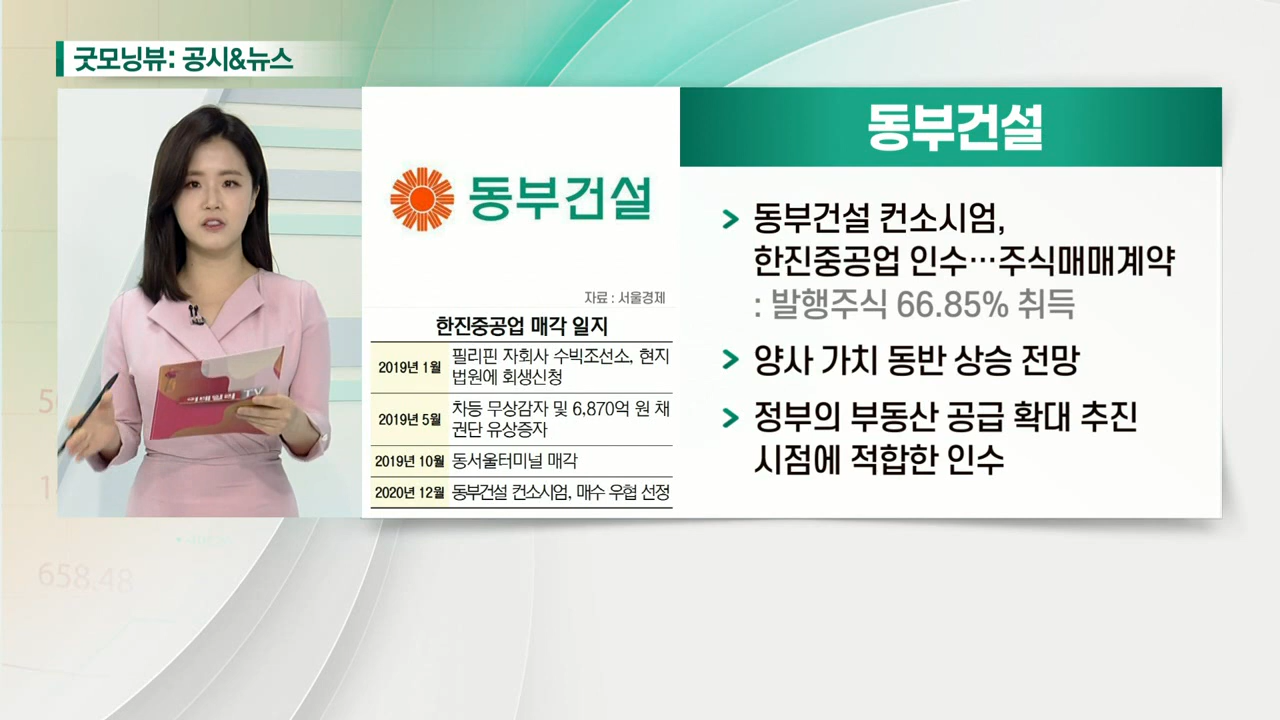 굿모닝뷰: 공시&뉴스
동부건설
자료 : 서울경제
한진중공업 매각 일지
2019년 1월 필리핀 자회사 수빅조선소, 현지
법원에 회생신청
2019년 5월 차등 무상감자 및 6,870억 원 채
권단 유상증자
2019년 10월 동서울터미널 매각
2020년 12월 동부건설 컨소시엄, 매수 우협 선정
동부건설
동부건설 컨소시엄,
한진중공업 인수…주식매매계약
: 발행주식 66.85% 취득
양사 가치 동반 상승 전망
정부의 부동산 공급 확대 추진
시점에 적합한 인수
658.48